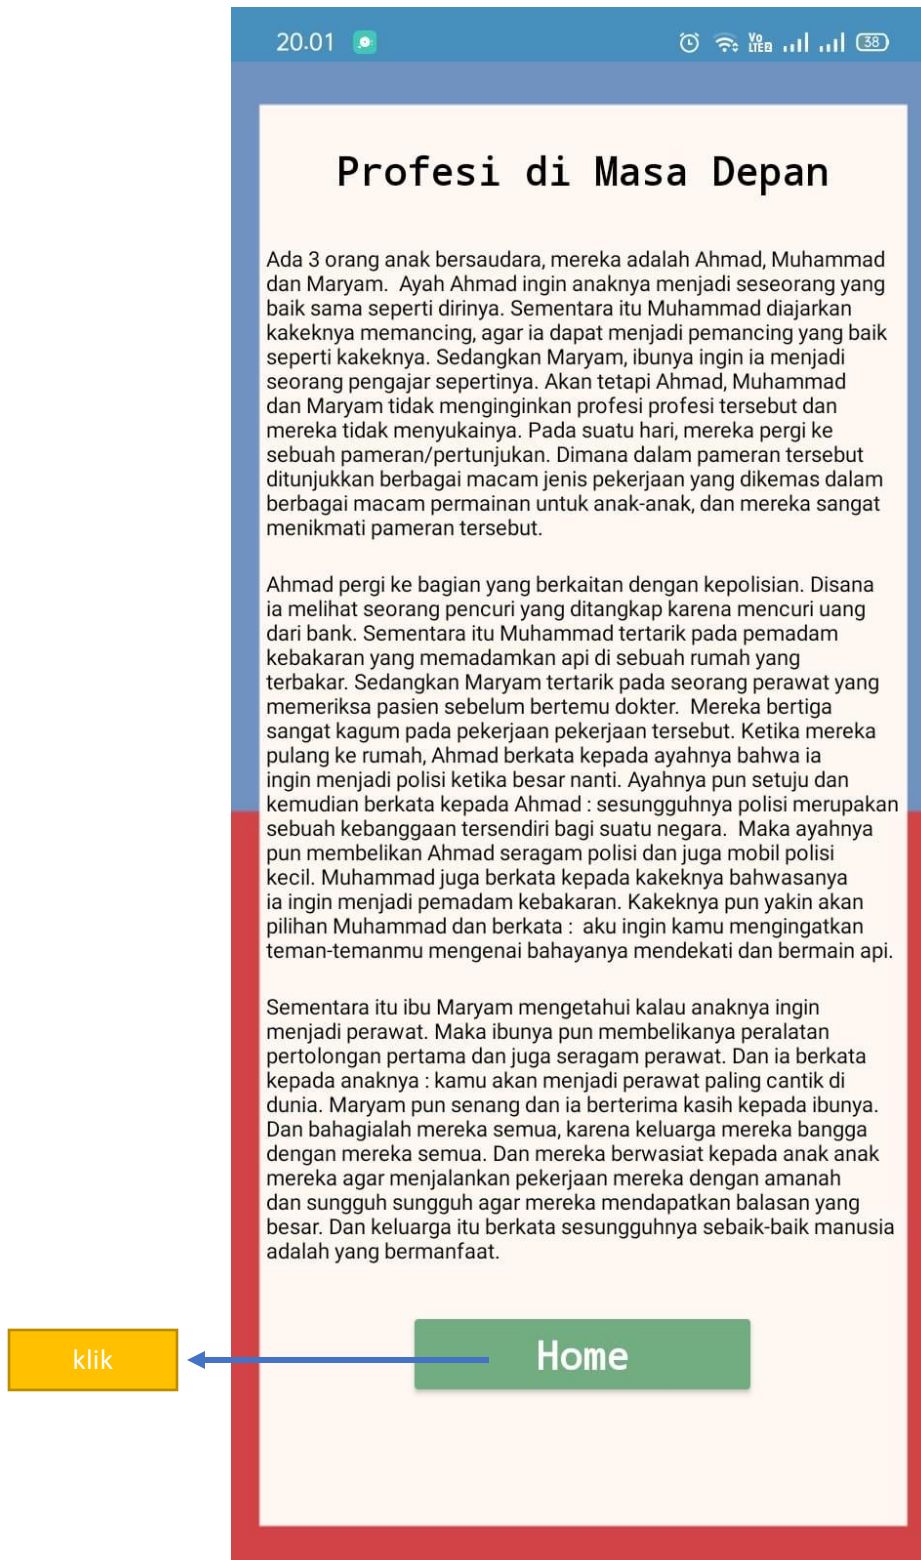 20.01
Vo
LTE2
38
Profesi di Masa Depan
Ada 3 orang anak bersaudara, mereka adalah Ahmad, Muhammad
dan Maryam.  Ayah Ahmad ingin anaknya menjadi seseorang yang
baik sama seperti dirinya. Sementara itu Muhammad diajarkan
kakeknya memancing, agar ia dapat menjadi pemancing yang baik
seperti kakeknya. Sedangkan Maryam, ibunya ingin ia menjadi
seorang pengajar sepertinya. Akan tetapi Ahmad, Muhammad
dan Maryam tidak menginginkan profesi profesi tersebut dan
mereka tidak menyukainya. Pada suatu hari, mereka pergi ke
sebuah pameran/pertunjukan. Dimana dalam pameran tersebut
ditunjukkan berbagai macam jenis pekerjaan yang dikemas dalam
berbagai macam permainan untuk anak-anak, dan mereka sangat
menikmati pameran tersebut.
Ahmad pergi ke bagian yang berkaitan dengan kepolisian. Disana
ia melihat seorang pencuri yang ditangkap karena mencuri uang
dari bank. Sementara itu Muhammad tertarik pada pemadam
kebakaran yang memadamkan api di sebuah rumah yang
terbakar. Sedangkan Maryam tertarik pada seorang perawat yang
memeriksa pasien sebelum bertemu dokter.  Mereka bertiga
sangat kagum pada pekerjaan pekerjaan tersebut. Ketika mereka
pulang ke rumah, Ahmad berkata kepada ayahnya bahwa ia
ingin menjadi polisi ketika besar nanti. Ayahnya pun setuju dan
kemudian berkata kepada Ahmad : sesungguhnya polisi merupakan
sebuah kebanggaan tersendiri bagi suatu negara.  Maka ayahnya
pun membelikan Ahmad seragam polisi dan juga mobil polisi
kecil. Muhammad juga berkata kepada kakeknya bahwasanya
ia ingin menjadi pemadam kebakaran. Kakeknya pun yakin akan
pilihan Muhammad dan berkata :  aku ingin kamu mengingatkan
teman-temanmu mengenai bahayanya mendekati dan bermain api.
Sementara itu ibu Maryam mengetahui kalau anaknya ingin
menjadi perawat. Maka ibunya pun membelikanya peralatan
pertolongan pertama dan juga seragam perawat. Dan ia berkata
kepada anaknya : kamu akan menjadi perawat paling cantik di
dunia. Maryam pun senang dan ia berterima kasih kepada ibunya.
Dan bahagialah mereka semua, karena keluarga mereka bangga
dengan mereka semua. Dan mereka berwasiat kepada anak anak
mereka agar menjalankan pekerjaan mereka dengan amanah
dan sungguh sungguh agar mereka mendapatkan balasan yang
besar. Dan keluarga itu berkata sesungguhnya sebaik-baik manusia
adalah yang bermanfaat.
klik
Home